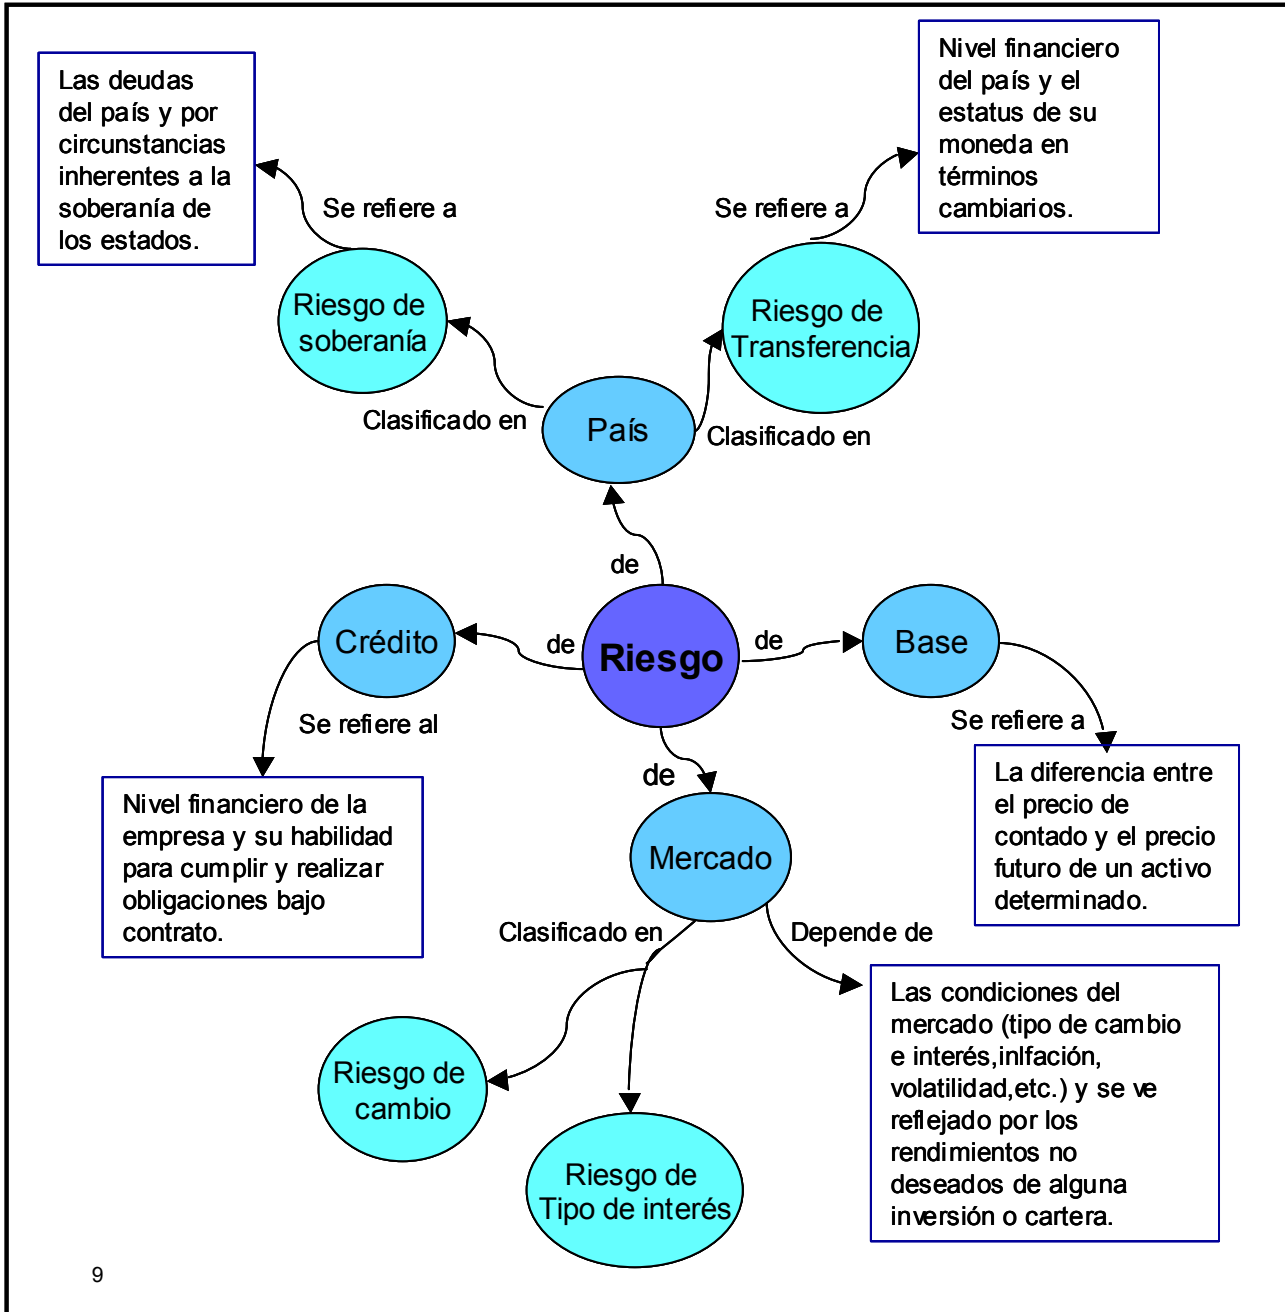 Las deudas
del país y por
circunstancias
inherentes a la
soberanía de
los estados.
Nivel financiero
del país y el
estatus de su
moneda en
términos
cambiarios.
Se refiere a
Se refiere a
Riesgo de
soberanía
Riesgo de
Transferencia
Clasificado en
País
Clasificado en
de
Crédito
de
Riesgo
de
Base
Se refiere al
Se refiere a
de
Nivel financiero de la
empresa y su habilidad
para cumplir y realizar
obligaciones bajo
contrato.
La diferencia entre
el precio de
contado y el precio
futuro de un activo
determinado.
Mercado
Clasificado en
Depende de
Las condiciones del
mercado (tipo de cambio
e interés,inlfación,
volatilidad,etc.) y se ve
reflejado por los
rendimientos no
deseados de alguna
inversión o cartera.
Riesgo de
cambio
Riesgo de
Tipo de interés
9